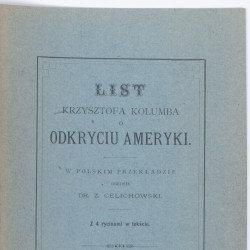 LIST
KRZYSZTOFA KOLUMBA
O
ODKRYCIU AMERYKI.
W POLSKIM PRZEKŁADZIE
DR. Z. CELICHOWSKI.
Z 4 rycinami w tekście.